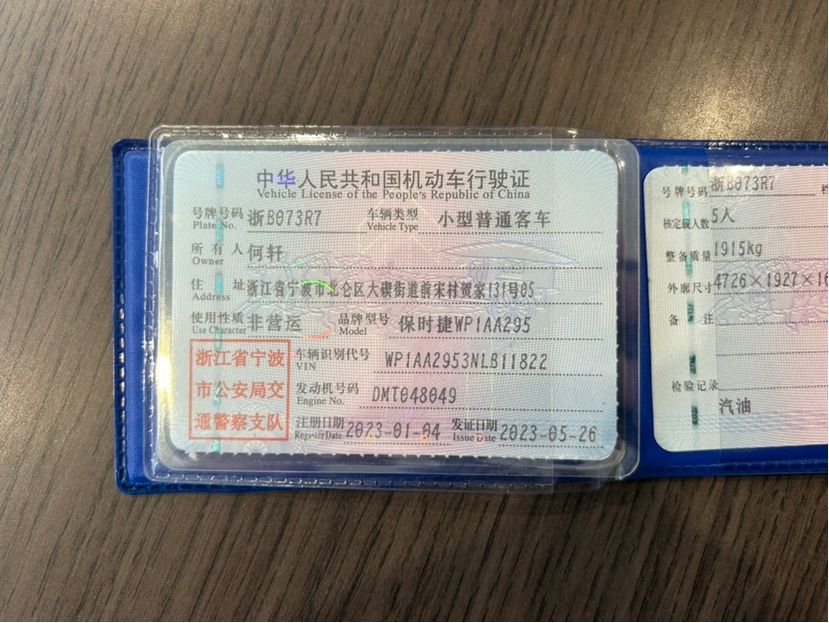 中华人民共和国机动车行驶证
Vehicle License of the People's Republic of China
号牌号码 浙B073R7 车辆类型 小型普通客车
Plate No. Vehicle Type
所有人 何轩
Owner
住址 浙江省宁波市北仑区大碶街道前宋村贺家131号05
Address
使用性质 非营运 品牌型号 保时捷WP1AA295
Use Character Model
浙江省宁波
市公安局交
通警察支队
车辆识别代号 WP1AA2953NLB11822
VIN
发动机号码 DMT048049
Engine No.
注册日期 2023-01-04 发证日期 2023-05-26
Register Date Issue Date
号牌号码 浙B073R7
核定载人数 5人
整备质量 1915kg
外廓尺寸 4726×1927×16
备注
检验记录
汽油